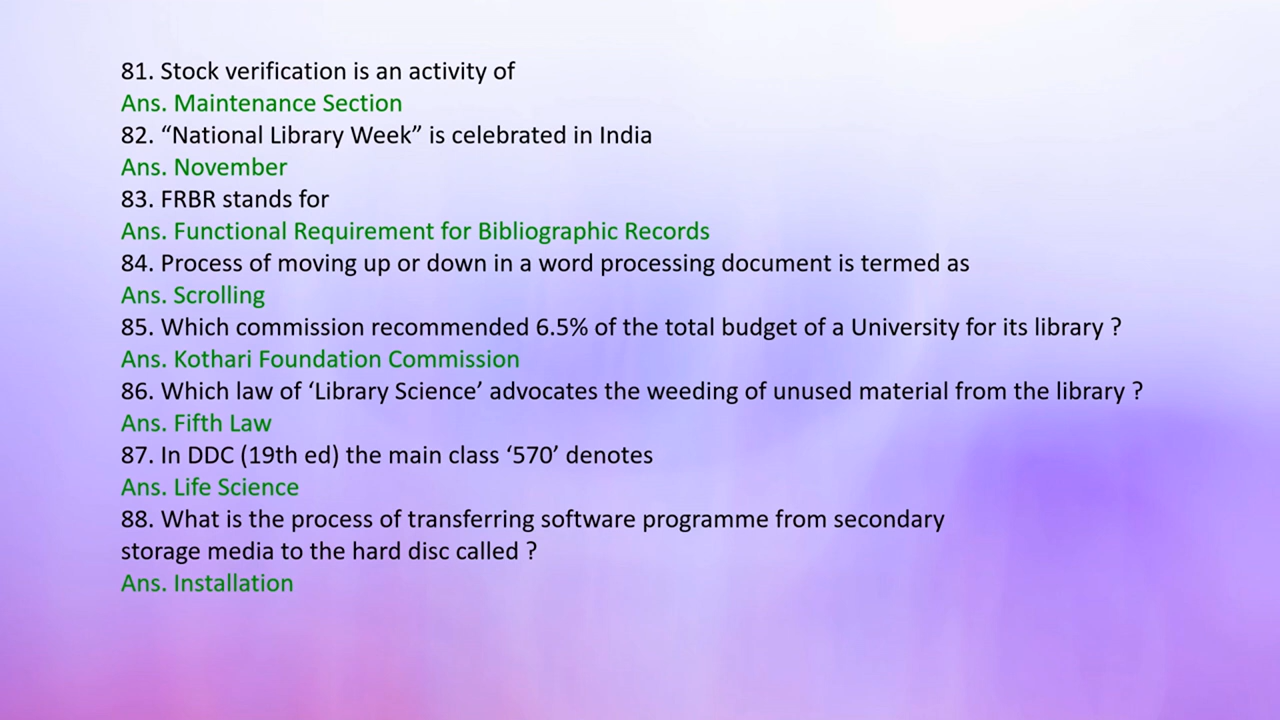 81. Stock verification is an activity of
Ans. Maintenance Section
82. “National Library Week” is celebrated in India
Ans. November
83. FRBR stands for
Ans. Functional Requirement for Bibliographic Records
84. Process of moving up or down in a word processing document is termed as
Ans. Scrolling
85. Which commission recommended 6.5% of the total budget of a University for its library ?
Ans. Kothari Foundation Commission
86. Which law of ‘Library Science’ advocates the weeding of unused material from the library ?
Ans. Fifth Law
87. In DDC (19th ed) the main class ‘570’ denotes
Ans. Life Science
88. What is the process of transferring software programme from secondary
storage media to the hard disc called ?
Ans. Installation